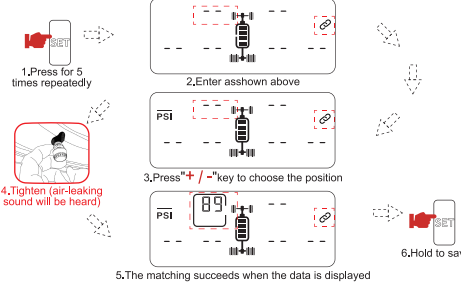 SET
1.Press for 5
times repeatedly
2.Enter asshown above
PSI
3.Press"+ / -"key to choose the position
4.Tighten (air-leaking
sound will be heard)
PSI
89
5.The matching succeeds when the data is displayed
SET
6.Hold to sav